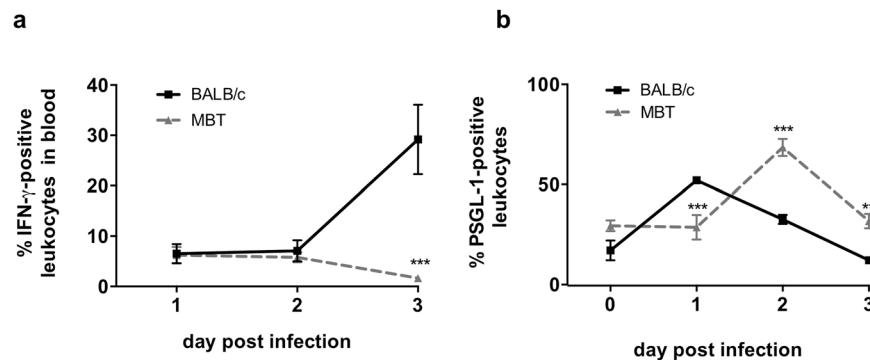 a
% IFN-γ-positive
leukocytes in blood
40
30
20
10
0
BALB/c
MBT
***
1 2 3
day post infection
b
% PSGL-1-positive
leukocytes
100
50
0
BALB/c
MBT
***
***
0 1 2 3
day post infection